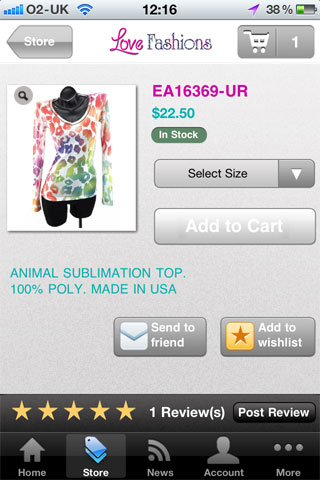 O2-UK 12:16 38%
Store Love Fashions 1
EA16369-UR
$22.50
In Stock
Select Size
Add to Cart
ANIMAL SUBLIMATION TOP.
100% POLY. MADE IN USA
Send to
friend
Add to
wishlist
1 Review(s) Post Review
Home Store News Account More